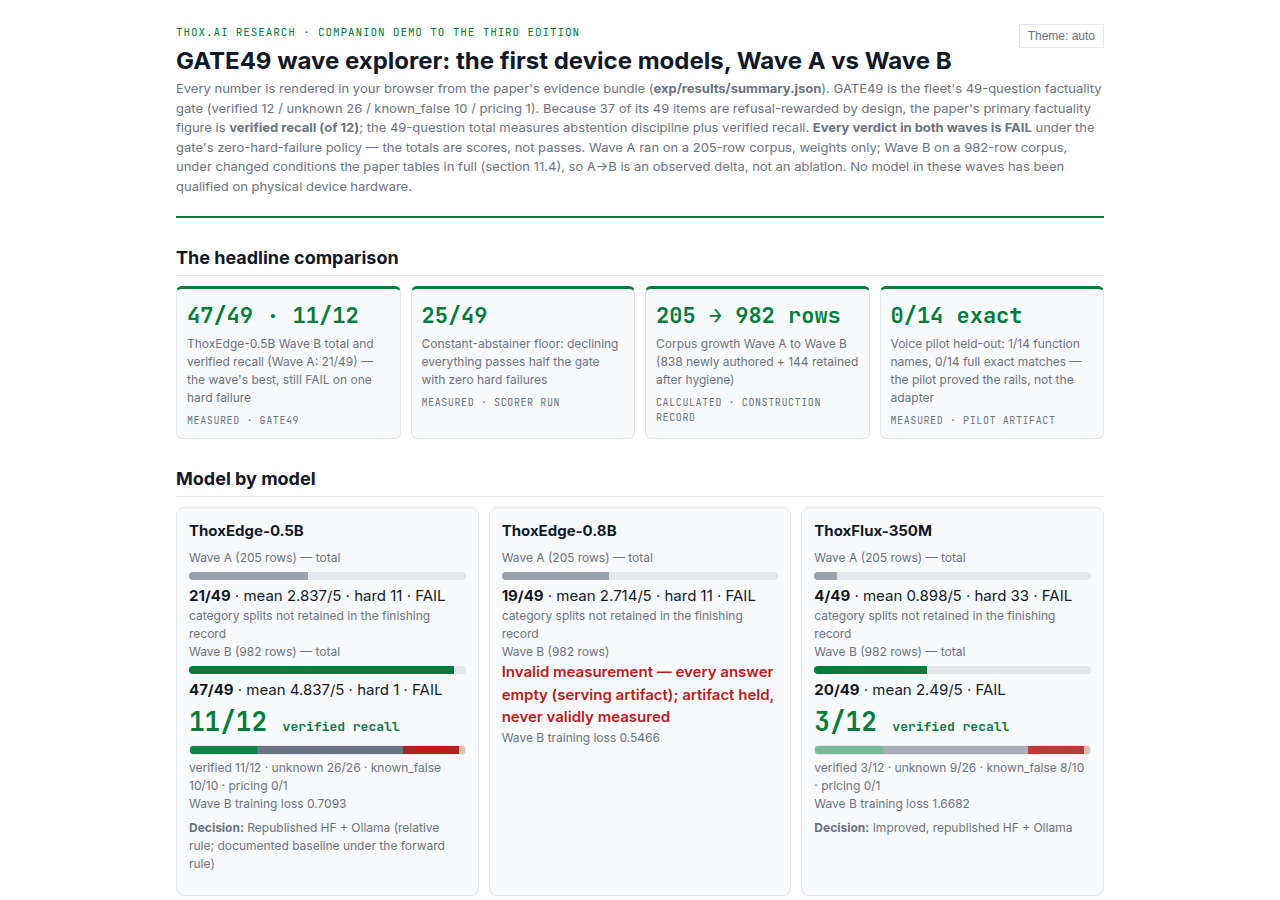 THOX.AI RESEARCH · COMPANION DEMO TO THE THIRD EDITION
Theme: auto
GATE49 wave explorer: the first device models, Wave A vs Wave B
Every number is rendered in your browser from the paper's evidence bundle (exp/results/summary.json). GATE49 is the fleet's 49-question factuality
gate (verified 12 / unknown 26 / known_false 10 / pricing 1). Because 37 of its 49 items are refusal-rewarded by design, the paper's primary factuality
figure is verified recall (of 12); the 49-question total measures abstention discipline plus verified recall. Every verdict in both waves is FAIL under the
gate's zero-hard-failure policy — the totals are scores, not passes. Wave A ran on a 205-row corpus, weights only; Wave B on a 982-row corpus,
under changed conditions the paper tables in full (section 11.4), so A→B is an observed delta, not an ablation. No model in these waves has been
qualified on physical device hardware.
The headline comparison
47/49 · 11/12
ThoxEdge-0.5B Wave B total and
verified recall (Wave A: 21/49) —
the wave's best, still FAIL on one
hard failure
MEASURED · GATE49
25/49
Constant-abstainer floor: declining
everything passes half the gate
with zero hard failures
MEASURED · SCORER RUN
205 → 982 rows
Corpus growth Wave A to Wave B
(838 newly authored + 144 retained
after hygiene)
CALCULATED · CONSTRUCTION
RECORD
0/14 exact
Voice pilot held-out: 1/14 function
names, 0/14 full exact matches —
the pilot proved the rails, not the
adapter
MEASURED · PILOT ARTIFACT
Model by model
ThoxEdge-0.5B
Wave A (205 rows) — total
21/49 · mean 2.837/5 · hard 11 · FAIL
category splits not retained in the finishing
record
Wave B (982 rows) — total
47/49 · mean 4.837/5 · hard 1 · FAIL
11/12 verified recall
verified 11/12 · unknown 26/26 · known_false
10/10 · pricing 0/1
Wave B training loss 0.7093
Decision: Republished HF + Ollama (relative
rule; documented baseline under the forward
rule)
ThoxEdge-0.8B
Wave A (205 rows) — total
19/49 · mean 2.714/5 · hard 11 · FAIL
category splits not retained in the finishing
record
Wave B (982 rows)
Invalid measurement — every answer
empty (serving artifact); artifact held,
never validly measured
Wave B training loss 0.5466
ThoxFlux-350M
Wave A (205 rows) — total
4/49 · mean 0.898/5 · hard 33 · FAIL
category splits not retained in the finishing
record
Wave B (982 rows) — total
20/49 · mean 2.49/5 · FAIL
3/12 verified recall
verified 3/12 · unknown 9/26 · known_false 8/10
· pricing 0/1
Wave B training loss 1.6682
Decision: Improved, republished HF + Ollama